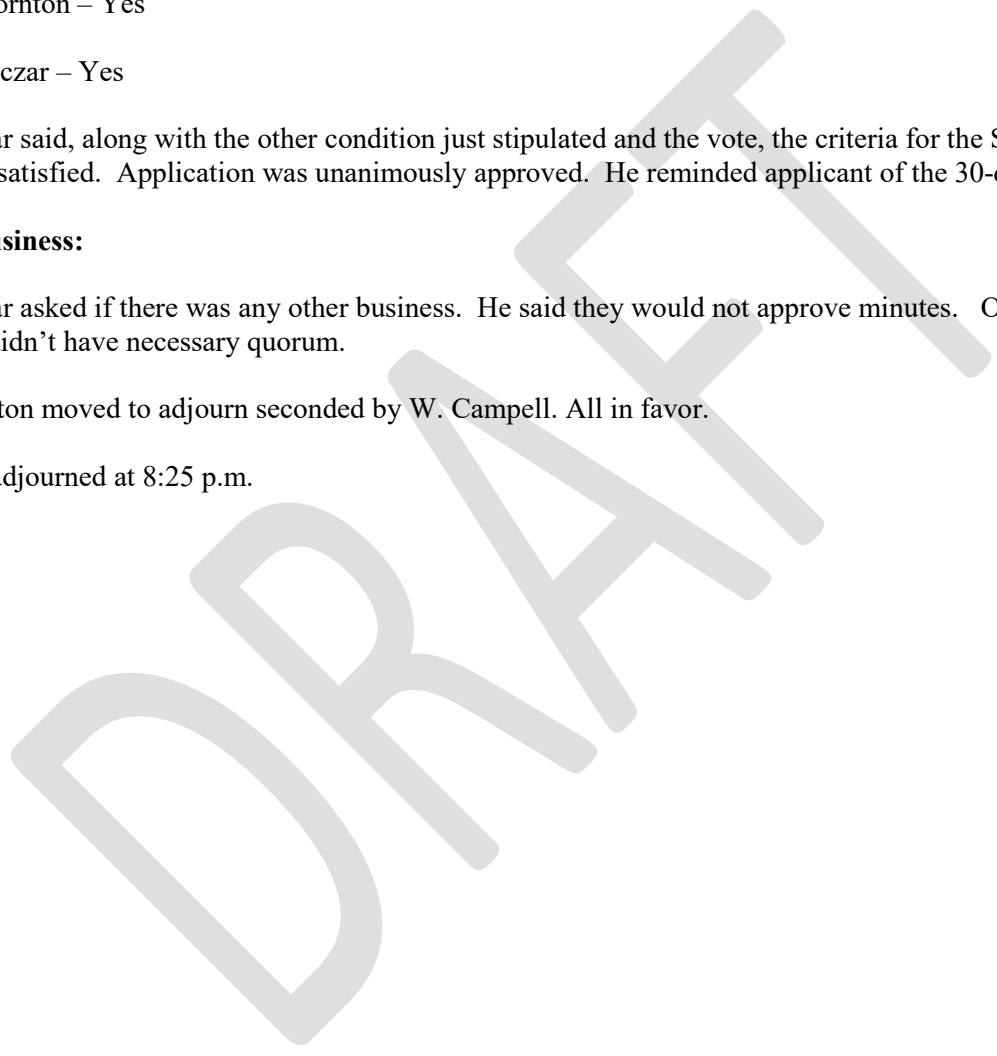 ornton – Yes
czar – Yes
ar said, along with the other condition just stipulated and the vote, the criteria for the S
satisfied.  Application was unanimously approved.  He reminded applicant of the 30-
siness:
ar asked if there was any other business.  He said they would not approve minutes.   O
idn’t have necessary quorum.
ton moved to adjourn seconded by W. Campell. All in favor.
djourned at 8:25 p.m.
DRAFT